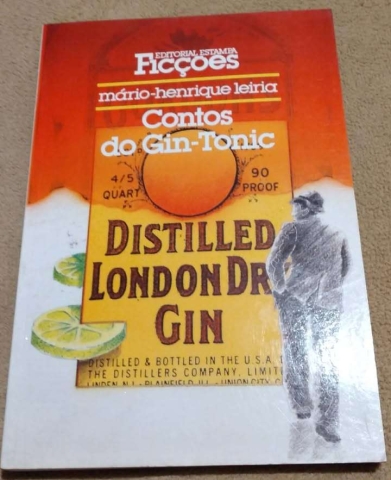 EDITORIAL ESTAMPA
Ficções
mário-henrique leiria
Contos
do Gin-Tonic
4/5 90
QUART PROOF
DISTILLED
LONDON DR
GIN
DISTILLED & BOTTLED IN THE U.S.A.
THE DISTILLERS COMPANY, LIMIT
LINDEN, N.J. - PLAINFIELD, ILL. - UNION CITY, C